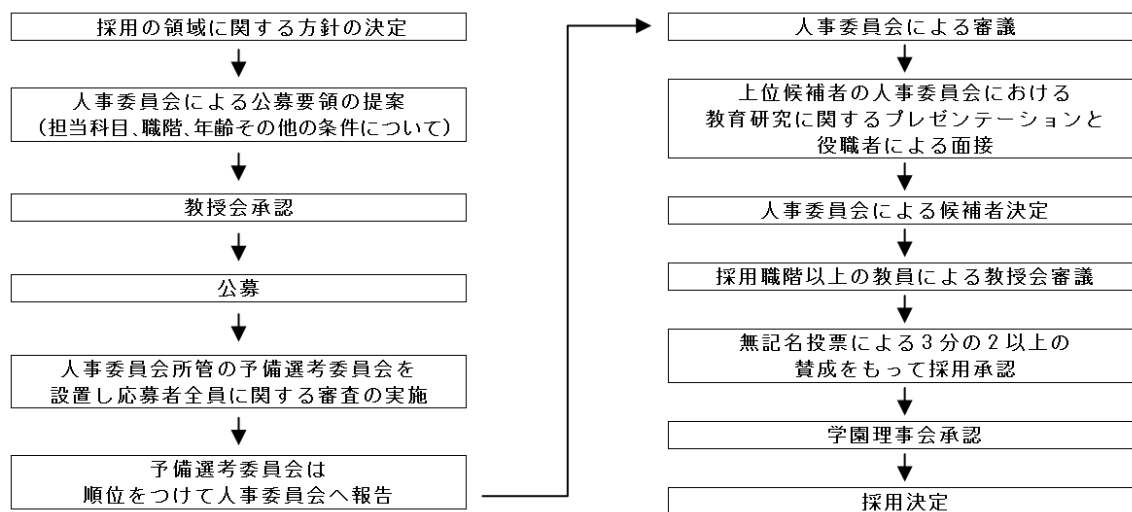 採用の領域に関する方針の決定
人事委員会による公募要領の提案
（担当科目、職階、年齢その他の条件について）
教授会承認
公募
人事委員会所管の予備選考委員会を
設置し応募者全員に関する審査の実施
予備選考委員会は
順位をつけて人事委員会へ報告
人事委員会による審議
上位候補者の人事委員会における
教育研究に関するプレゼンテーションと
役職者による面接
人事委員会による候補者決定
採用職階以上の教員による教授会審議
無記名投票による3分の2以上の
賛成をもって採用承認
学園理事会承認
採用決定